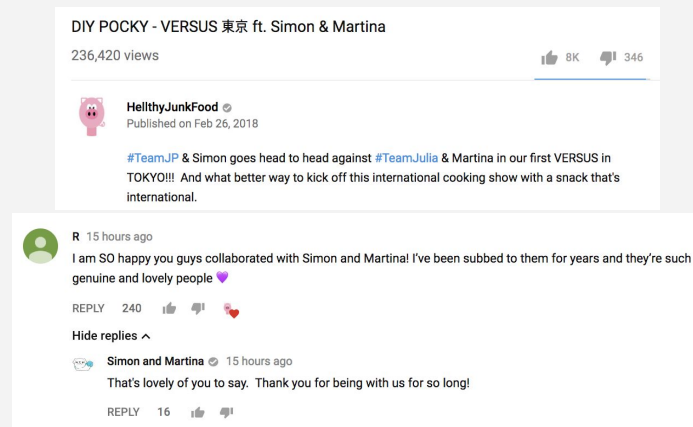 DIY POCKY - VERSUS 東京 ft. Simon & Martina
236,420 views
8K 346
HellthyJunkFood
Published on Feb 26, 2018
#TeamJP & Simon goes head to head against #TeamJulia & Martina in our first VERSUS in
TOKYO!!! And what better way to kick off this international cooking show with a snack that's
international.
R 15 hours ago
I am SO happy you guys collaborated with Simon and Martina! I've been subbed to them for years and they're such
genuine and lovely people 💜
REPLY 240
Hide replies
Simon and Martina 15 hours ago
That's lovely of you to say. Thank you for being with us for so long!
REPLY 16